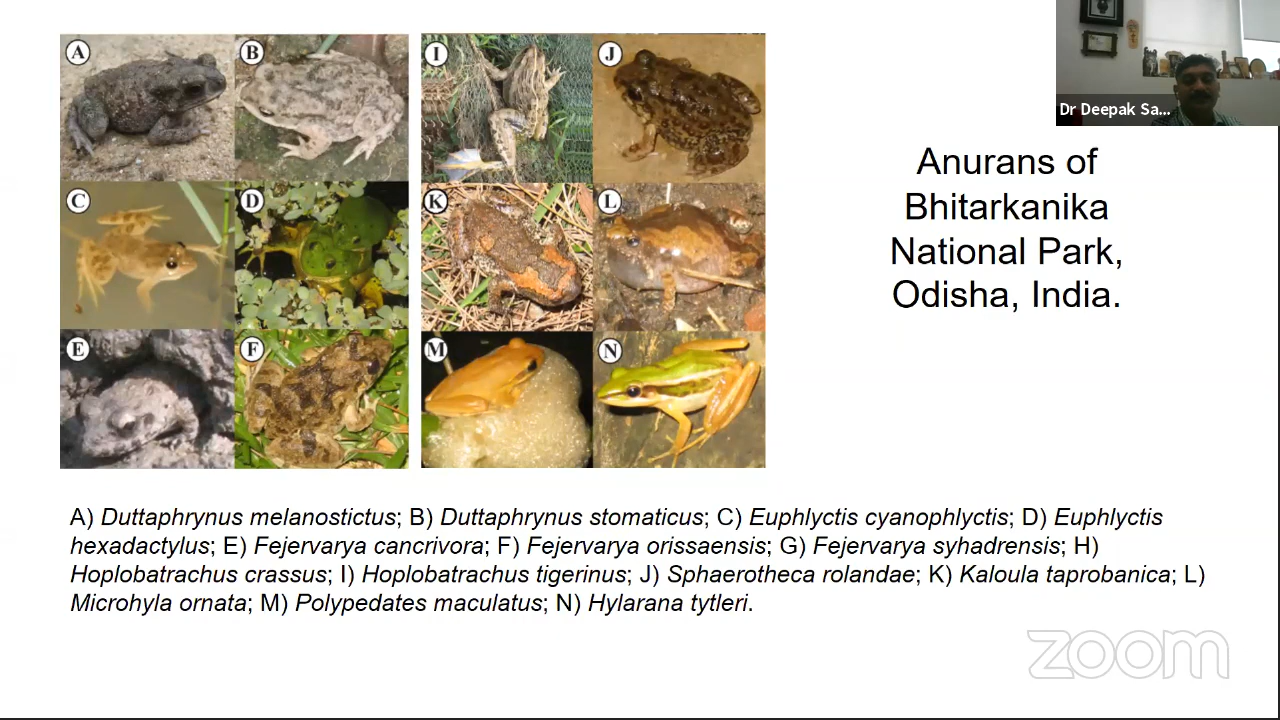 A
B
I
J
C
D
K
L
E
F
M
N
Dr Deepak Sa...
Anurans of
Bhitarkanika
National Park,
Odisha, India.
A) Duttaphrynus melanostictus; B) Duttaphrynus stomaticus; C) Euphlyctis cyanophlyctis; D) Euphlyctis
hexadactylus; E) Fejervarya cancrivora; F) Fejervarya orissaensis; G) Fejervarya syhadrensis; H)
Hoplobatrachus crassus; I) Hoplobatrachus tigerinus; J) Sphaerotheca rolandae; K) Kaloula taprobanica; L)
Microhyla ornata; M) Polypedates maculatus; N) Hylarana tytleri.
zoom